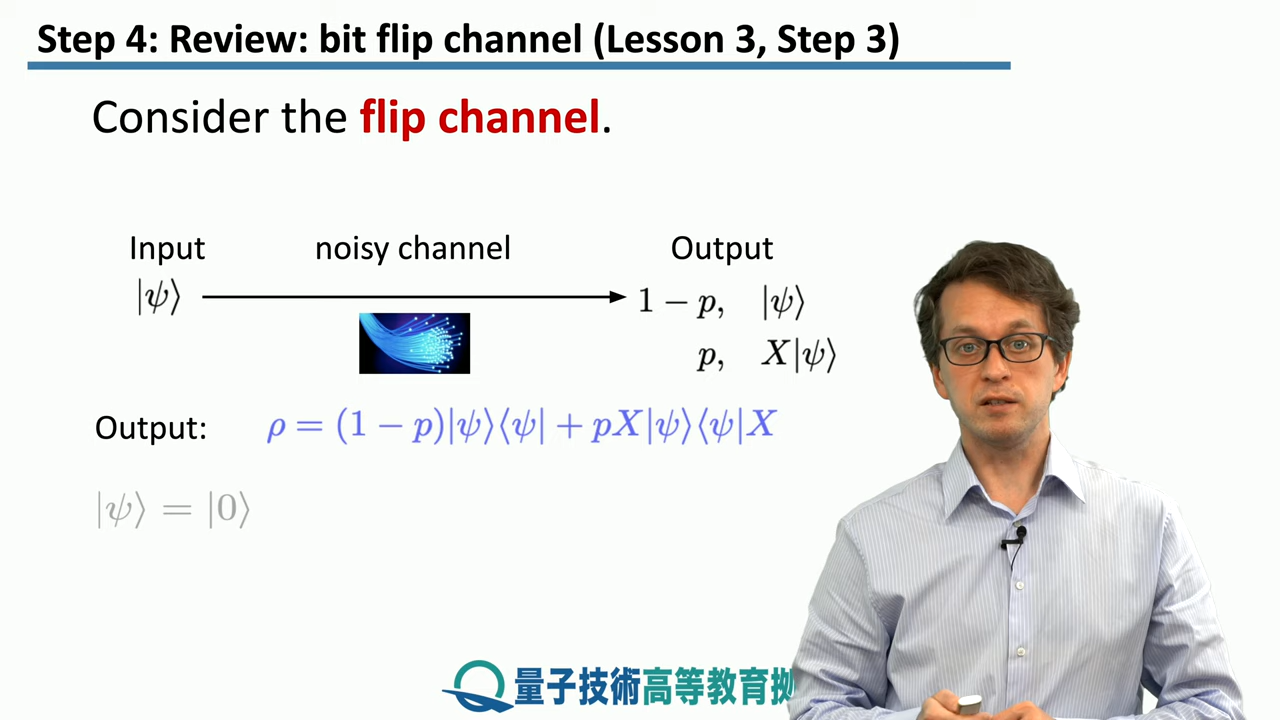 Step 4: Review: bit flip channel (Lesson 3, Step 3)
Consider the flip channel.
Input noisy channel Output
|ψ⟩ 1 − p, |ψ⟩
p, X|ψ⟩
Output: ρ = (1 − p)|ψ⟩⟨ψ| + pX|ψ⟩⟨ψ|X
|ψ⟩ = |0⟩
量子技術高等教育拠